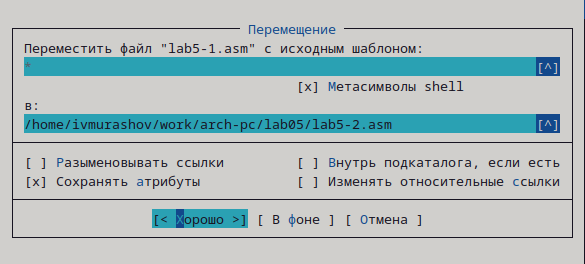 Перемещение
Переместить файл "lab5-1.asm" с исходным шаблоном:
* [^]
[x] Метасимволы shell
в:
/home/ivmurashov/work/arch-pc/lab05/lab5-2.asm [^]
[ ] Разыменовывать ссылки [ ] Внутрь подкаталога, если есть
[x] Сохранять атрибуты [ ] Изменять относительные ссылки
[< Хорошо >] [ В фоне ] [ Отмена ]